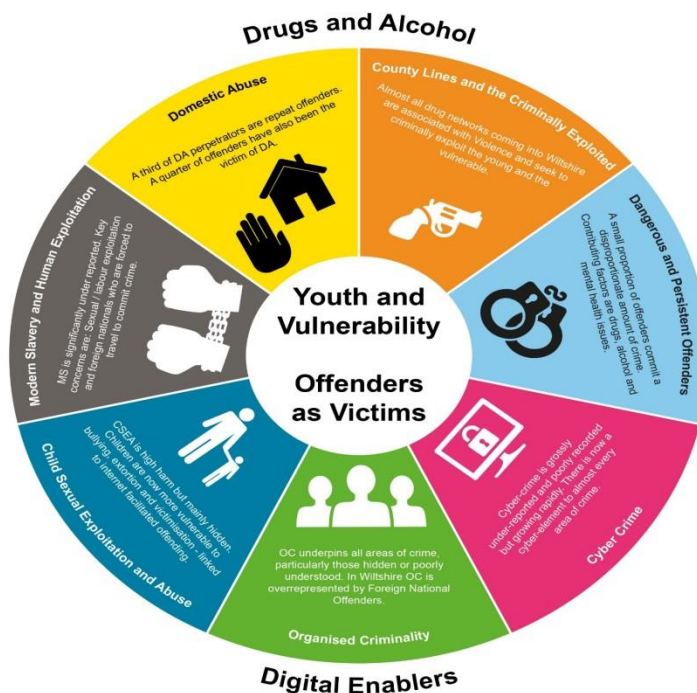 Drugs and Alcohol
Domestic Abuse
A third of DA perpetrators are repeat offenders.
A quarter of offenders have also been the
victim of DA.
County Lines and the Criminally Exploited
Almost all drug networks coming into Wiltshire
are associated with Violence and seek to
criminally exploit the young and the
vulnerable.
Dangerous and Persistent Offenders
A small proportion of offenders commit a
disproportionate amount of crime.
Contributing factors are drugs, alcohol and
mental health issues.
Cyber-crime is grossly
under-reported and poorly recorded
but growing rapidly. There is now a
cyber-element to almost every
area of crime.
Cyber Crime
OC underpins all areas of crime,
particularly those hidden or poorly
understood. In Wiltshire OC is
overrepresented by Foreign National
Offenders.
Organised Criminality
CSEA is high harm but mainly hidden.
Children are now more vulnerable to
bullying, extortion and victimisation - linked
to internet facilitated offending.
Child Sexual Exploitation and Abuse
Modern Slavery and Human Exploitation
MS is significantly under reported. Key
concerns are: Sexual / labour exploitation
and foreign nationals who are forced to
travel to commit crime.
Youth and
Vulnerability
Offenders
as Victims
Digital Enablers